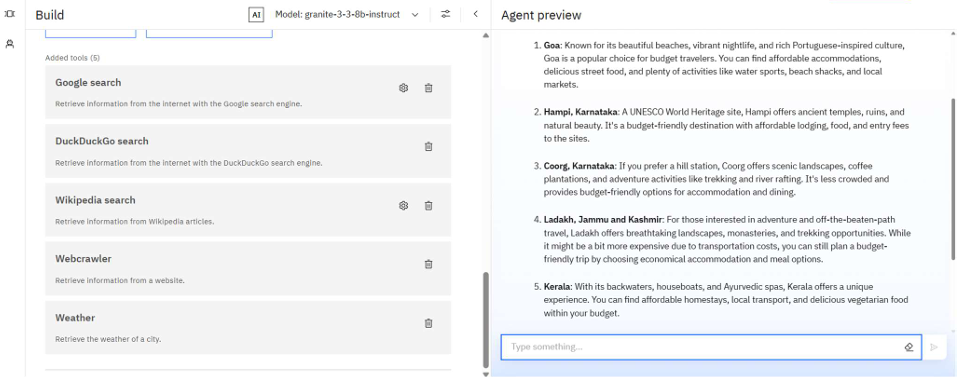 Build
AI
Model: granite-3-3-8b-instruct
Added tools (5)
Google search
Retrieve information from the internet with the Google search engine.
DuckDuckGo search
Retrieve information from the internet with the DuckDuckGo search engine.
Wikipedia search
Retrieve information from Wikipedia articles.
Webcrawler
Retrieve information from a website.
Weather
Retrieve the weather of a city.
Agent preview
1. Goa: Known for its beautiful beaches, vibrant nightlife, and rich Portuguese-inspired culture,
Goa is a popular choice for budget travelers. You can find affordable accommodations,
delicious street food, and plenty of activities like water sports, beach shacks, and local
markets.
2. Hampi, Karnataka: A UNESCO World Heritage site, Hampi offers ancient temples, ruins, and
natural beauty. It's a budget-friendly destination with affordable lodging, food, and entry fees
to the sites.
3. Coorg, Karnataka: If you prefer a hill station, Coorg offers scenic landscapes, coffee
plantations, and adventure activities like trekking and river rafting. It's less crowded and
provides budget-friendly options for accommodation and dining.
4. Ladakh, Jammu and Kashmir: For those interested in adventure and off-the-beaten-path
travel, Ladakh offers breathtaking landscapes, monasteries, and trekking opportunities. While
it might be a bit more expensive due to transportation costs, you can still plan a budget-
friendly trip by choosing economical accommodation and meal options.
5. Kerala: With its backwaters, houseboats, and Ayurvedic spas, Kerala offers a unique
experience. You can find affordable homestays, local transport, and delicious vegetarian food
within your budget.
Type something...